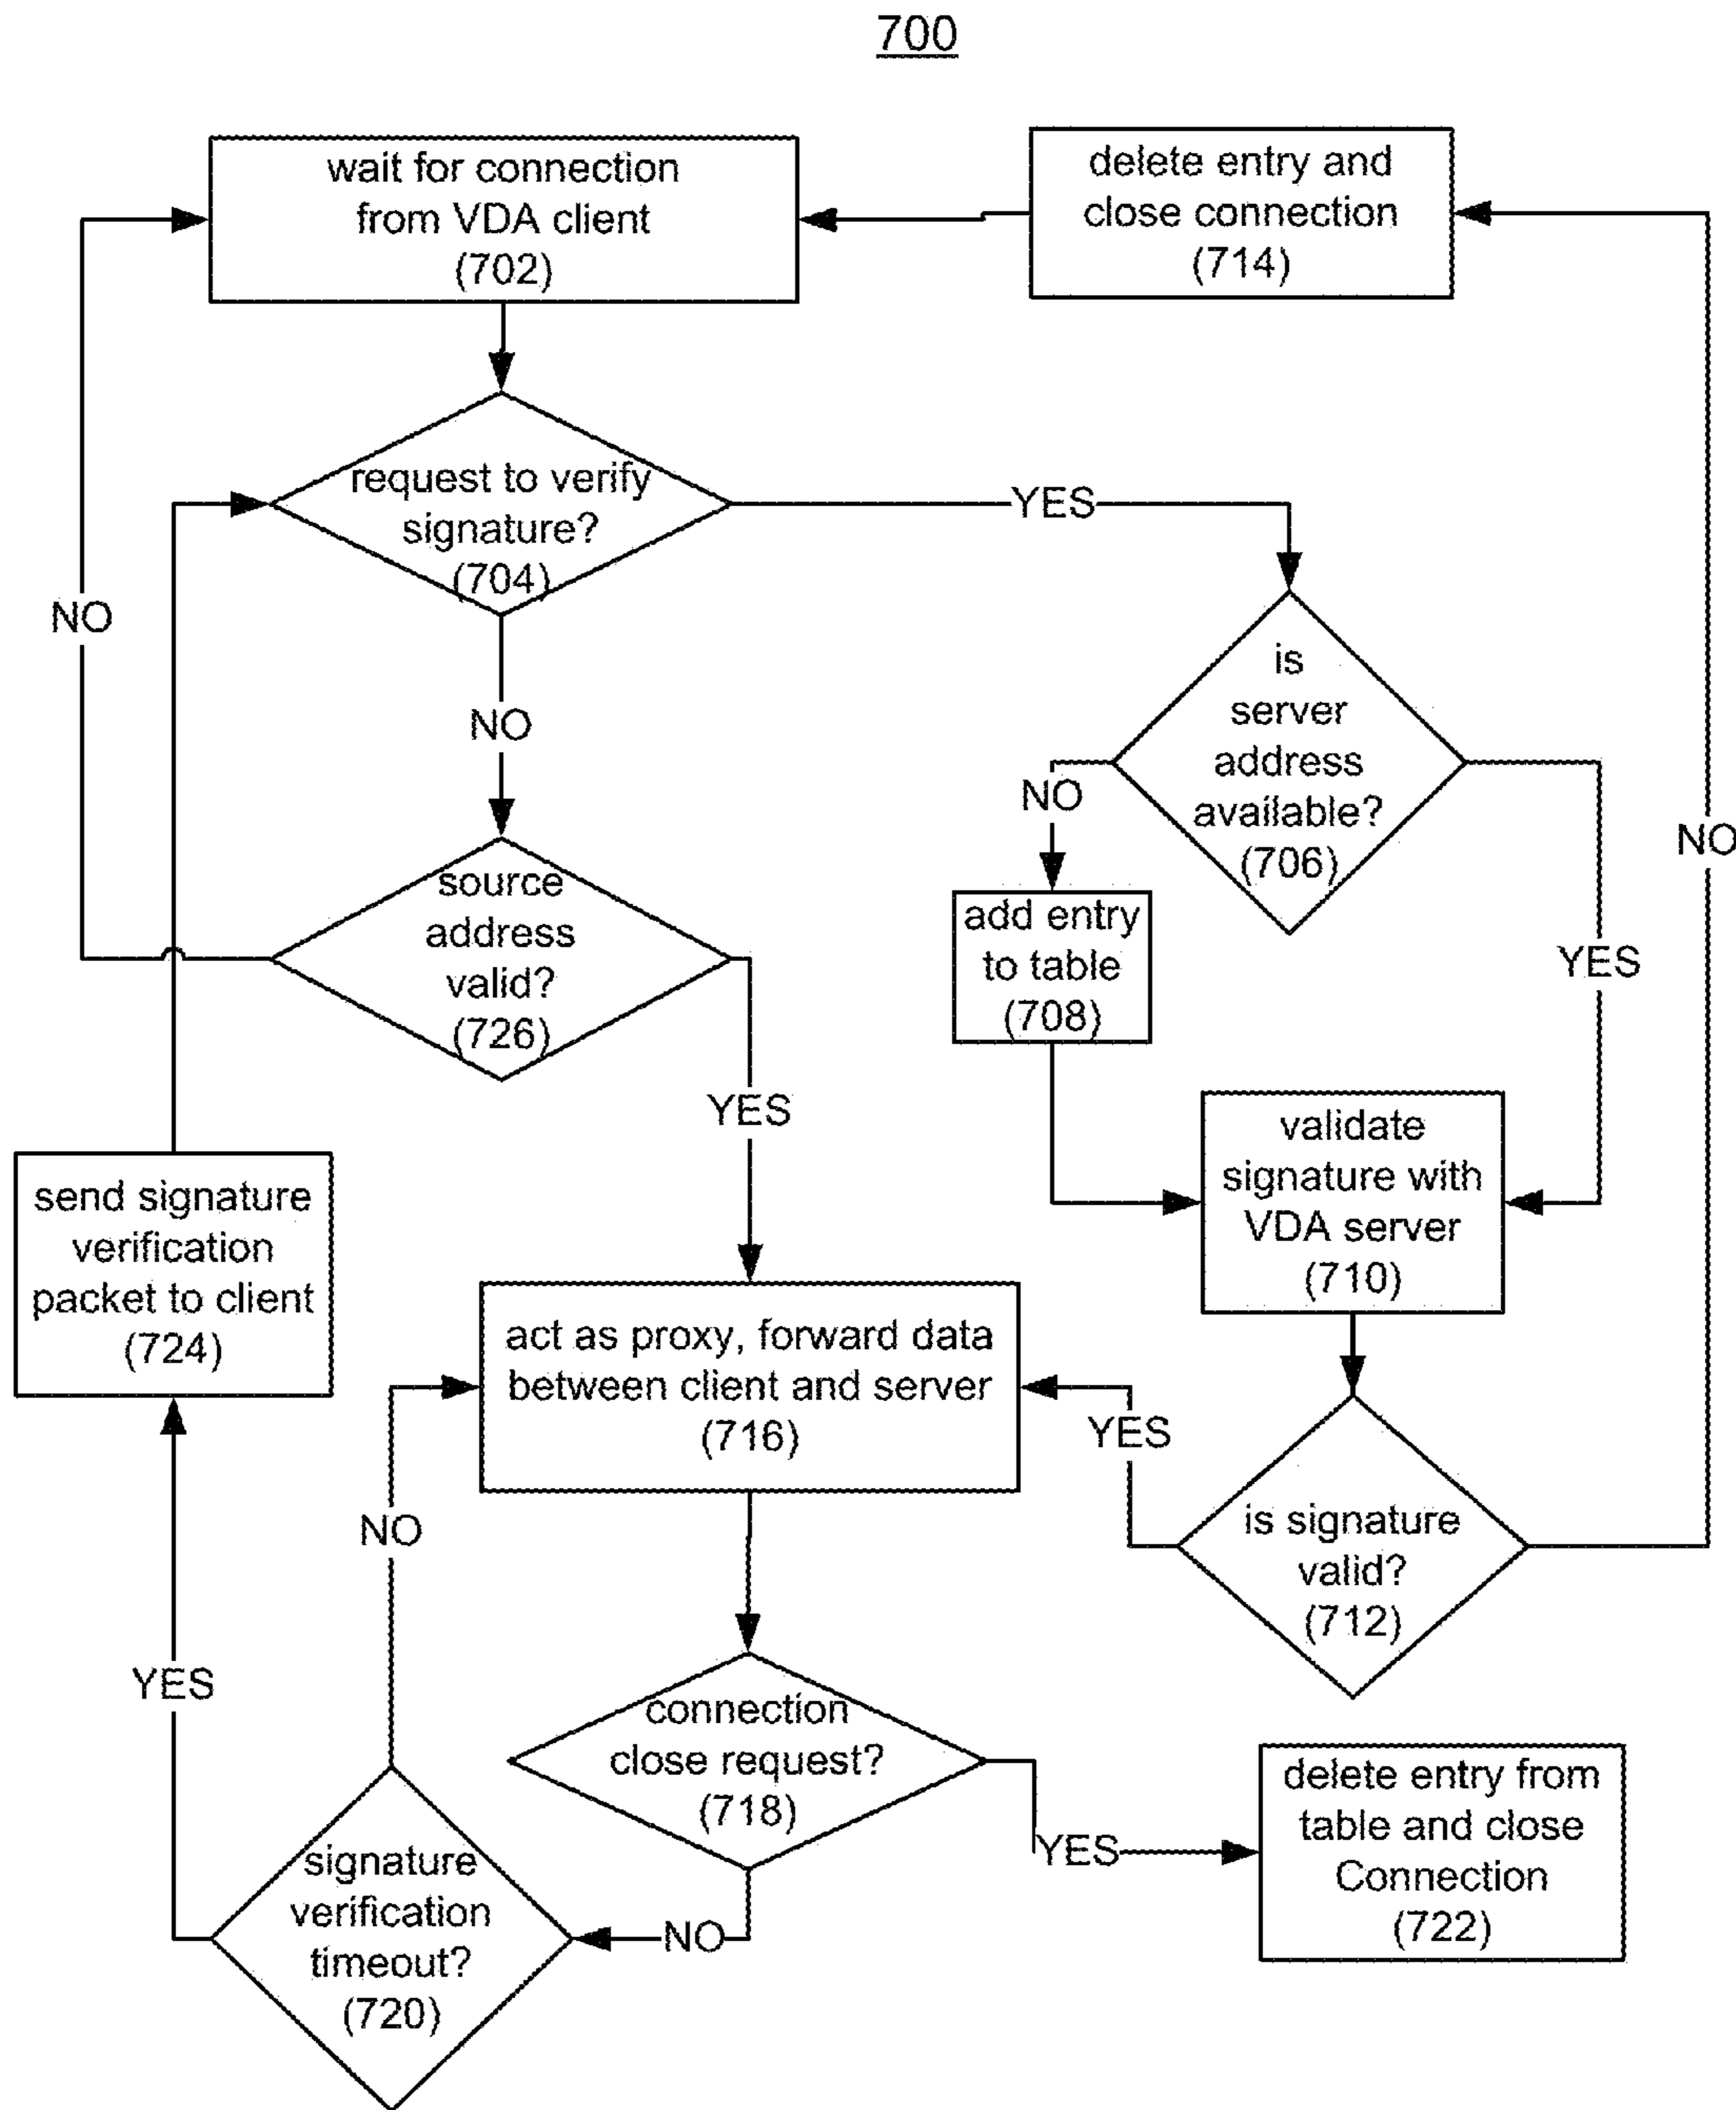 700
wait for connection
from VDA client
(702)
delete entry and
close connection
(714)
request to verify
signature?
(704)
YES
NO
NO
is
server
address
available?
(706)
NO
YES
NO
source
address
valid?
(726)
add entry
to table
(708)
YES
validate
signature with
VDA server
(710)
send signature
verification
packet to client
(724)
act as proxy, forward data
between client and server
(716)
YES
NO
is signature
valid?
(712)
YES
connection
close request?
(718)
YES
delete entry from
table and close
Connection
(722)
NO
signature
verification
timeout?
(720)